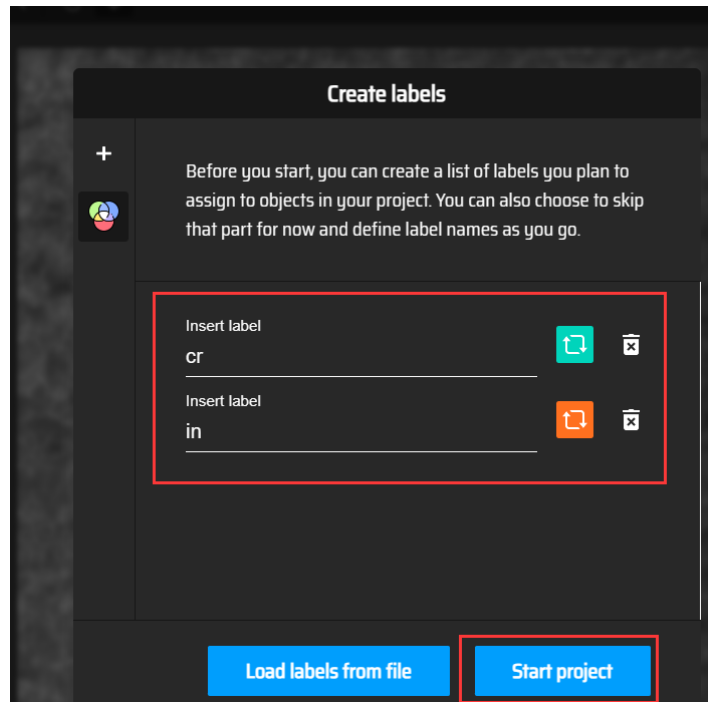 Create labels
Before you start, you can create a list of labels you plan to
assign to objects in your project. You can also choose to skip
that part for now and define label names as you go.
Insert label
cr
Insert label
in
Load labels from file
Start project